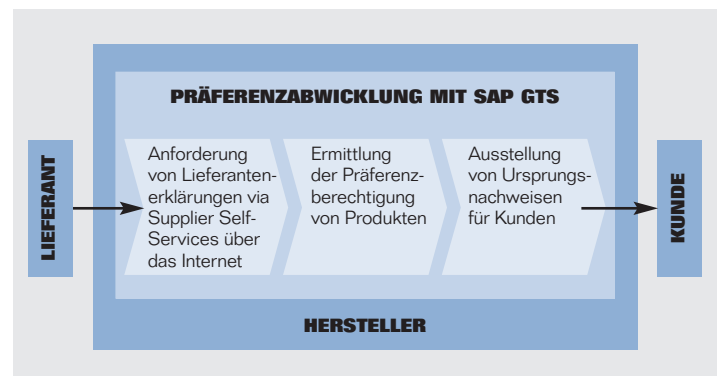 PRÄFERENZABWICKLUNG MIT SAP GTS
LIEFERANT
Anforderung
von Lieferanten-
erklärungen via
Supplier Self-
Services über
das Internet
Ermittlung
der Präferenz-
berechtigung
von Produkten
Ausstellung
von Ursprungs-
nachweisen
für Kunden
KUNDE
HERSTELLER